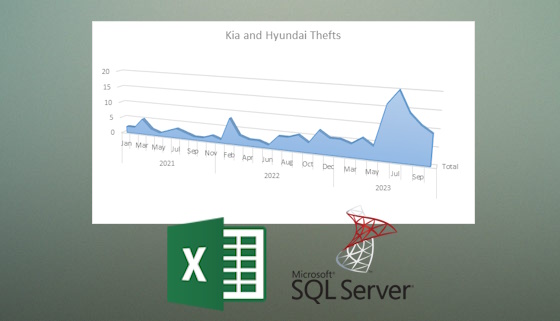 Kia and Hyundai Thefts
20
15
10
5
0
Jan Mar May Jul Sep Nov Feb Apr Jun Aug Oct Dec Mar May Jul Sep
Total
2021 2022 2023
X
Microsoft®
SQL Server®